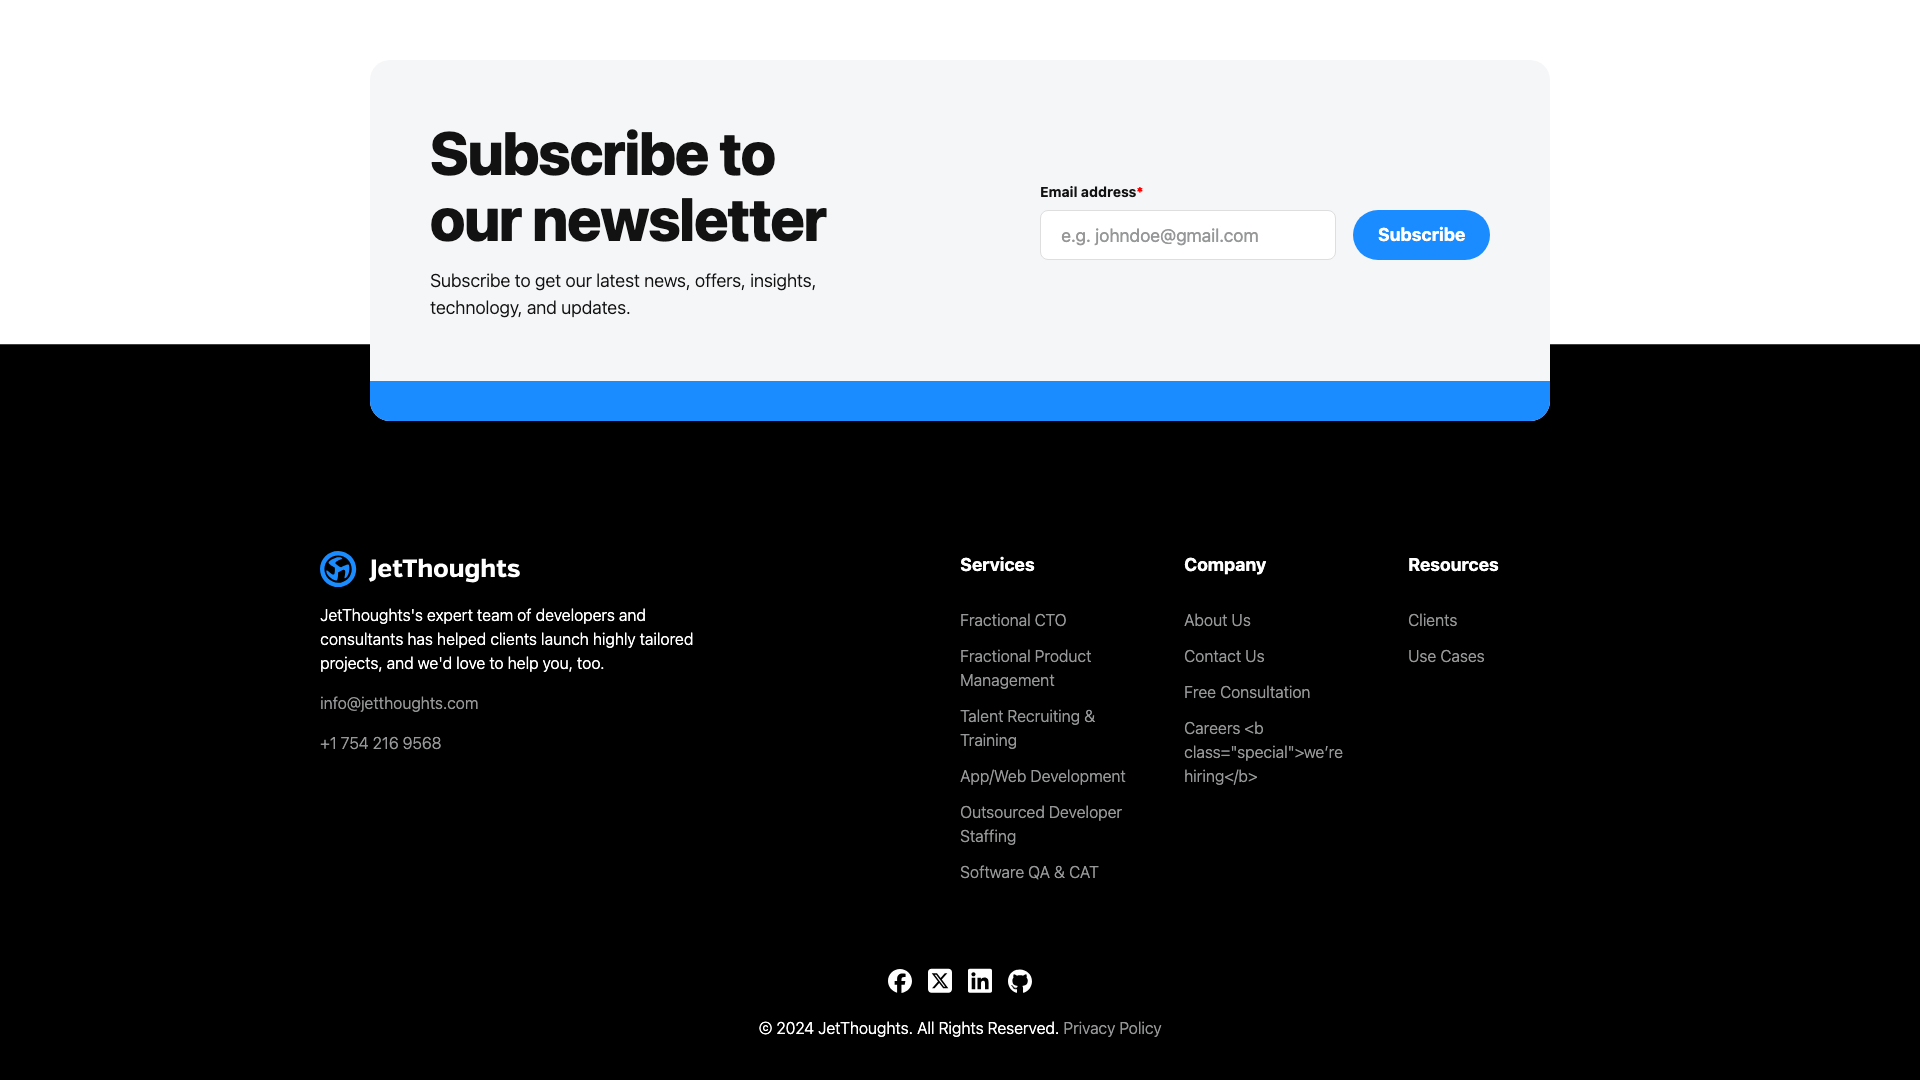 Subscribe to
our newsletter
Subscribe to get our latest news, offers, insights,
technology, and updates.
Email address*
e.g. johndoe@gmail.com
Subscribe
JetThoughts
JetThoughts's expert team of developers and
consultants has helped clients launch highly tailored
projects, and we'd love to help you, too.
info@jetthoughts.com
+1 754 216 9568
Services
Fractional CTO
Fractional Product
Management
Talent Recruiting &
Training
App/Web Development
Outsourced Developer
Staffing
Software QA & CAT
Company
About Us
Contact Us
Free Consultation
Careers <b
class="special">we’re
hiring</b>
Resources
Clients
Use Cases
© 2024 JetThoughts. All Rights Reserved. Privacy Policy